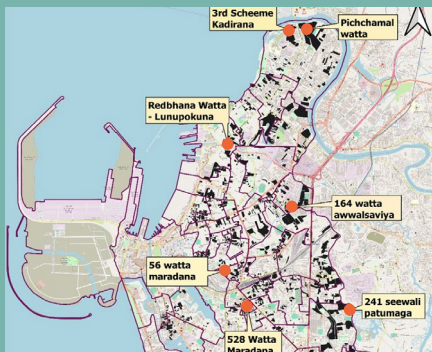 3rd Scheeme
Kadirana
Pichchamal
watta
Redbhana Watta
- Lunupokuna
164 watta
awwalsaviya
56 watta
maradana
241 seewali
patumaga
528 Watta
Maradana